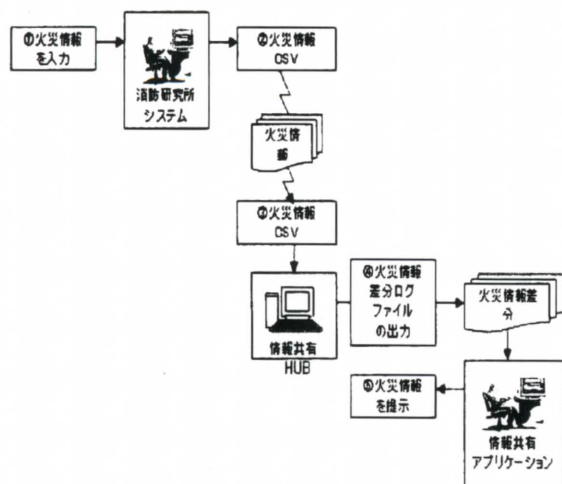 ①火災情報
を入力
消防研究所
システム
②火災情報
CSV
火災情
報
③火災情報
CSV
情報共有
HUB
④火災情報
差分ログ
ファイル
の出力
火災情報差
分
情報共有
アプリケーション
⑤火災情報
を提示